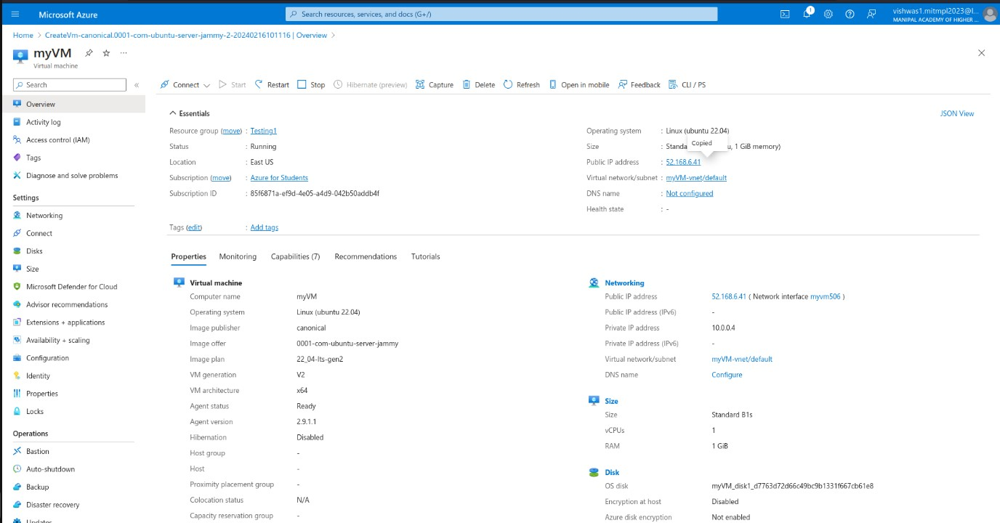 Microsoft Azure
Search resources, services, and docs (G+/)
1
vishwas1.mitmpl2023@l...
MANIPAL ACADEMY OF HIGHER ...
Home > CreateVm-canonical.0001-com-ubuntu-server-jammy-2-20240216101116 | Overview >
myVM
Virtual machine
Search
Connect Start Restart Stop Hibernate (preview) Capture Delete Refresh Open in mobile Feedback CLI / PS
Overview
Activity log
Access control (IAM)
Tags
Diagnose and solve problems
Settings
Networking
Connect
Disks
Size
Microsoft Defender for Cloud
Advisor recommendations
Extensions + applications
Availability + scaling
Configuration
Identity
Properties
Locks
Operations
Bastion
Auto-shutdown
Backup
Disaster recovery
Updates
Essentials
JSON View
Resource group (move) : Testing1
Status : Running
Location : East US
Subscription (move) : Azure for Students
Subscription ID : 85f6871a-ef9d-4e05-a4d9-042b50addb4f
Operating system : Linux (ubuntu 22.04)
Copied
Size : 1 GiB memory)
Public IP address : 52.168.6.41
Virtual network/subnet : myVM-vnet/default
DNS name : Not configured
Health state : -
Tags (edit) : Add tags
Properties Monitoring Capabilities (7) Recommendations Tutorials
Virtual machine
Computer name myVM
Operating system Linux (ubuntu 22.04)
Image publisher canonical
Image offer 0001-com-ubuntu-server-jammy
Image plan 22_04-lts-gen2
VM generation V2
VM architecture x64
Agent status Ready
Agent version 2.9.1.1
Hibernation Disabled
Host group -
Host -
Proximity placement group -
Colocation status N/A
Capacity reservation group -
Networking
Public IP address 52.168.6.41 ( Network interface myvm506 )
Public IP address (IPv6) -
Private IP address 10.0.0.4
Private IP address (IPv6) -
Virtual network/subnet myVM-vnet/default
DNS name Configure
Size
Size Standard B1s
vCPUs 1
RAM 1 GiB
Disk
OS disk myVM_disk1_d7763d72d66c49bc9b1331f667cb61e8
Encryption at host Disabled
Azure disk encryption Not enabled